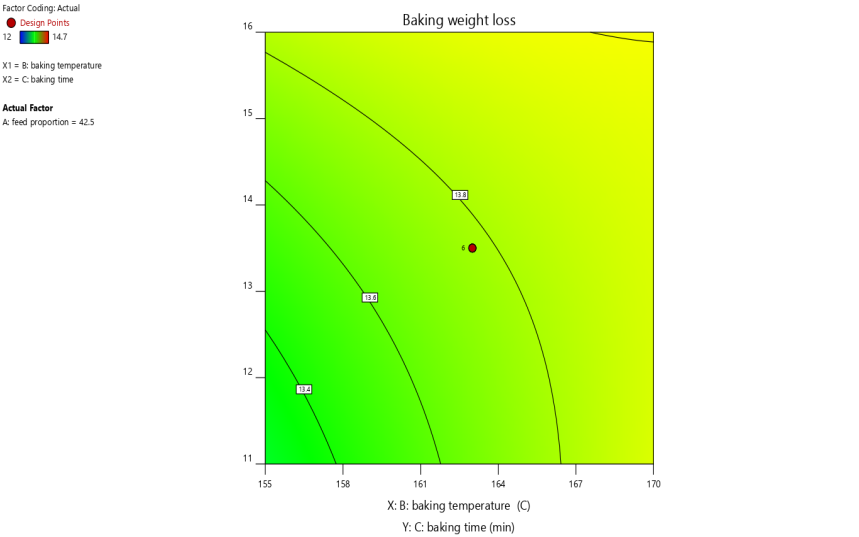 Factor Coding: Actual
Design Points
12 14.7
X1 = B: baking temperature
X2 = C: baking time
Actual Factor
A: feed proportion = 42.5
Baking weight loss
16
15
14
13
12
11
13.8
6
13.6
13.4
155 158 161 164 167 170
X: B: baking temperature (C)
Y: C: baking time (min)